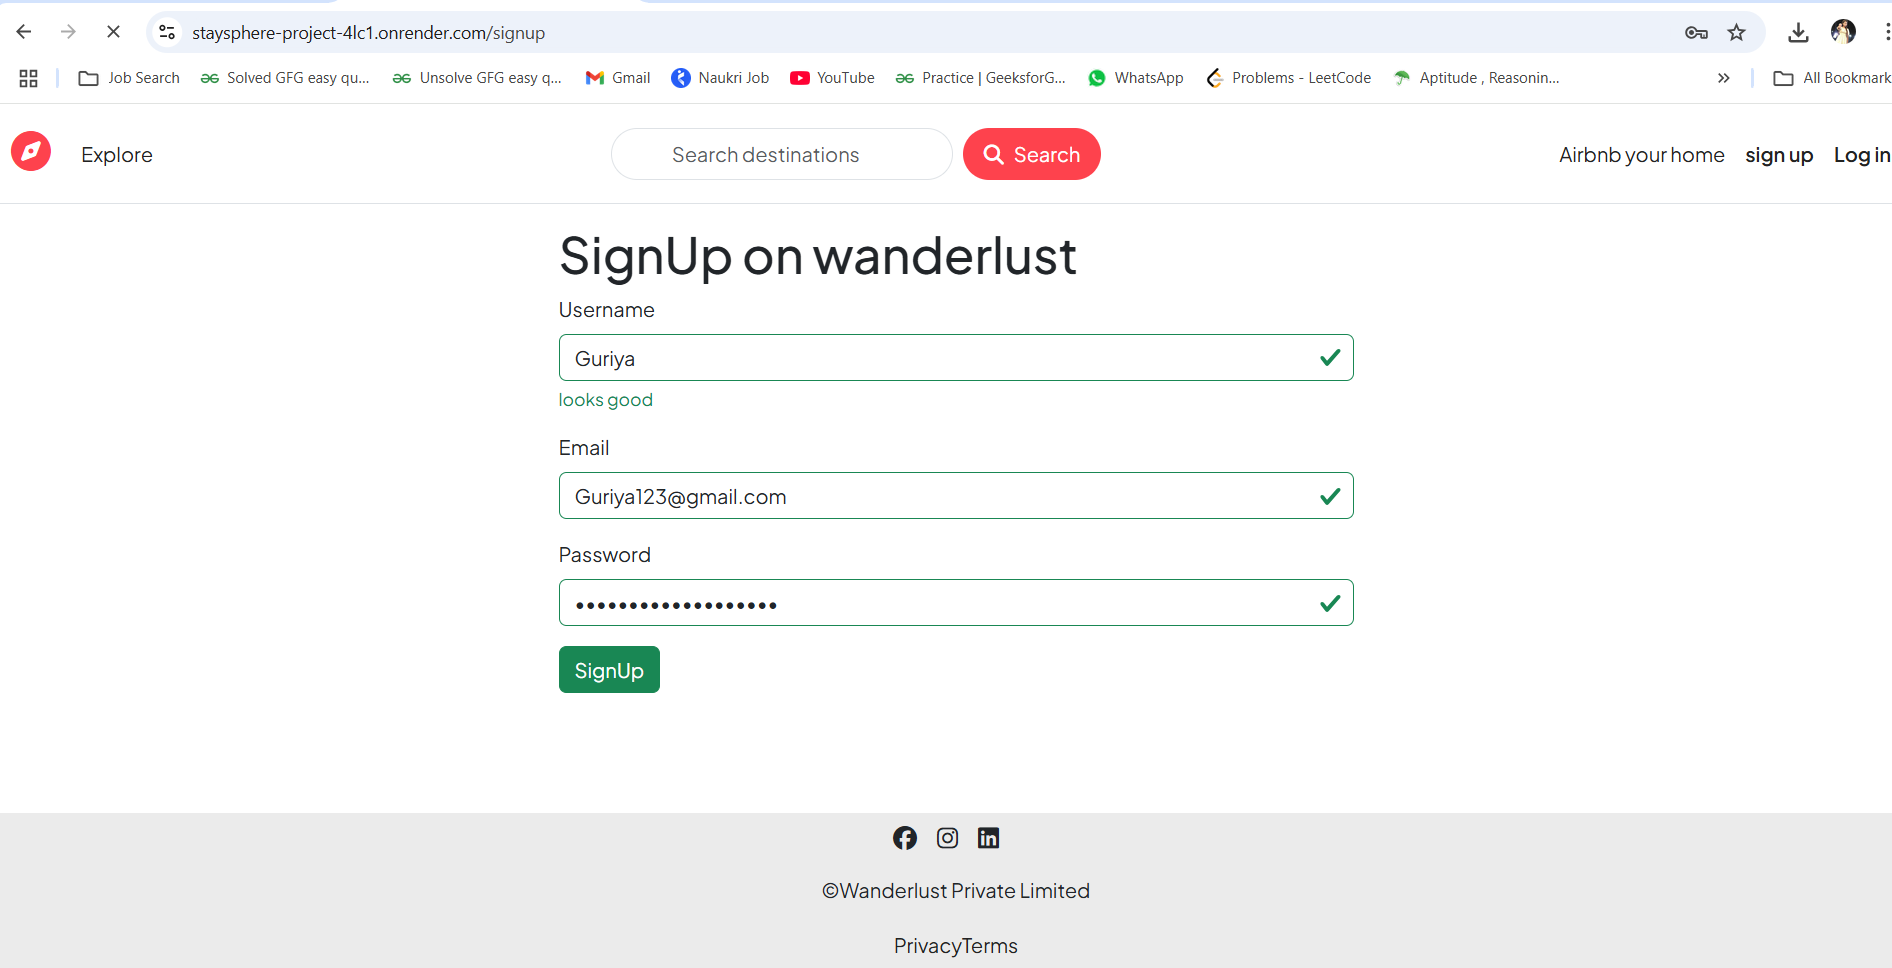 staysphere-project-4lc1.onrender.com/signup
Job Search Solved GFG easy qu... Unsolve GFG easy q... Gmail Naukri Job YouTube Practice | GeeksforG... WhatsApp Problems - LeetCode Aptitude , Reasonin... » All Bookmark
Explore Search destinations Search Airbnb your home sign up Log in
SignUp on wanderlust
Username
Guriya
looks good
Email
Guriya123@gmail.com
Password
•••••••••••••••••••
SignUp
©Wanderlust Private Limited
PrivacyTerms